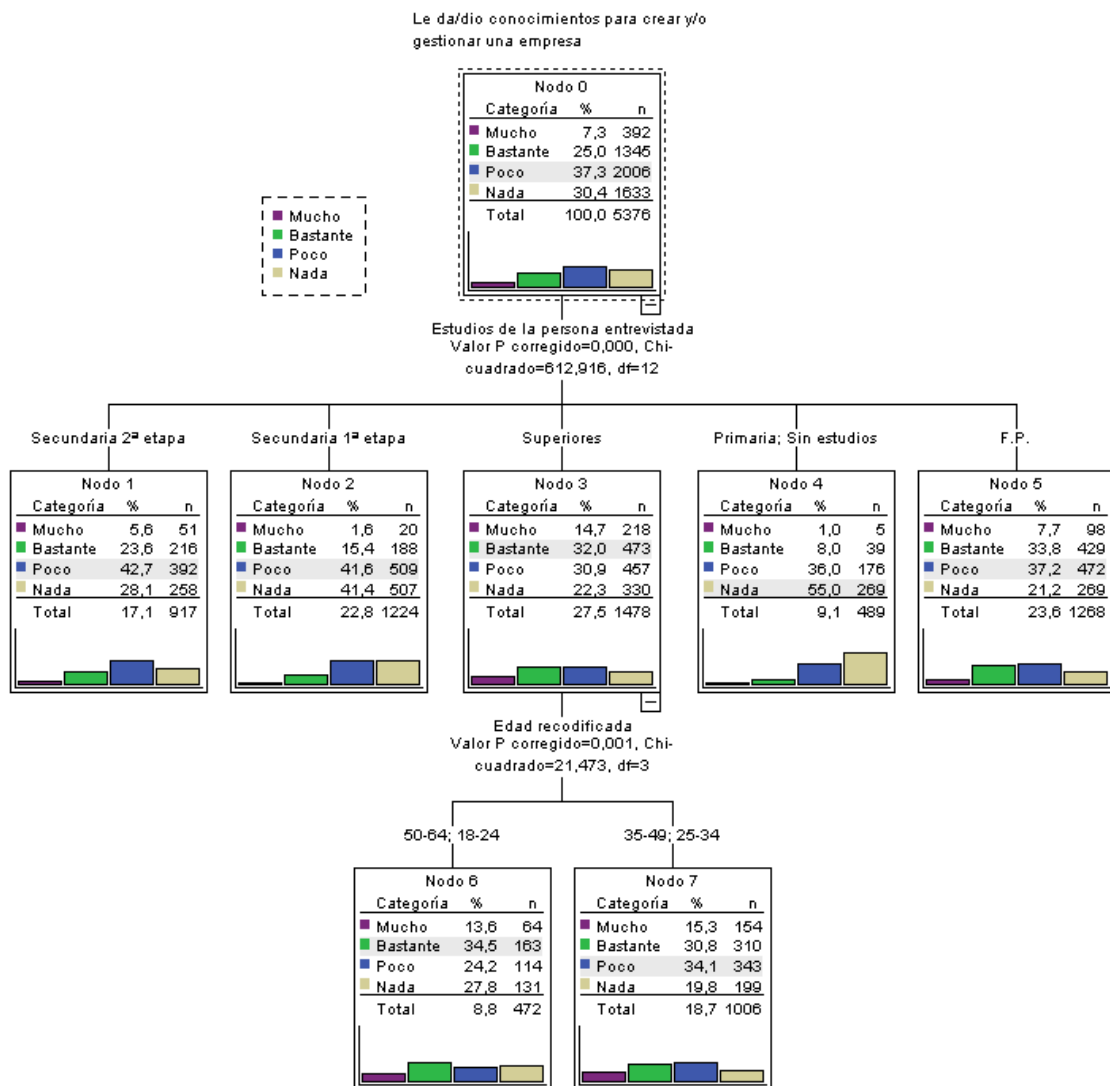 Le da/dio conocimientos para crear y/o
gestionar una empresa
Nodo 0
Categoría % n
Mucho 7,3 392
Bastante 25,0 1345
Poco 37,3 2006
Nada 30,4 1633
Total 100,0 5376
Mucho
Bastante
Poco
Nada
Estudios de la persona entrevistada
Valor P corregido=0,000, Chi-
cuadrado=612,916, df=12
Secundaria 2ª etapa
Nodo 1
Categoría % n
Mucho 5,6 51
Bastante 23,6 216
Poco 42,7 392
Nada 28,1 258
Total 17,1 917
Secundaria 1ª etapa
Nodo 2
Categoría % n
Mucho 1,6 20
Bastante 15,4 188
Poco 41,6 509
Nada 41,4 507
Total 22,8 1224
Superiores
Nodo 3
Categoría % n
Mucho 14,7 218
Bastante 32,0 473
Poco 30,9 457
Nada 22,3 330
Total 27,5 1478
Primaria; Sin estudios
Nodo 4
Categoría % n
Mucho 1,0 5
Bastante 8,0 39
Poco 36,0 176
Nada 55,0 269
Total 9,1 489
F.P.
Nodo 5
Categoría % n
Mucho 7,7 98
Bastante 33,8 429
Poco 37,2 472
Nada 21,2 269
Total 23,6 1268
Edad recodificada
Valor P corregido=0,001, Chi-
cuadrado=21,473, df=3
50-64; 18-24
Nodo 6
Categoría % n
Mucho 13,6 64
Bastante 34,5 163
Poco 24,2 114
Nada 27,8 131
Total 8,8 472
35-49; 25-34
Nodo 7
Categoría % n
Mucho 15,3 154
Bastante 30,8 310
Poco 34,1 343
Nada 19,8 199
Total 18,7 1006